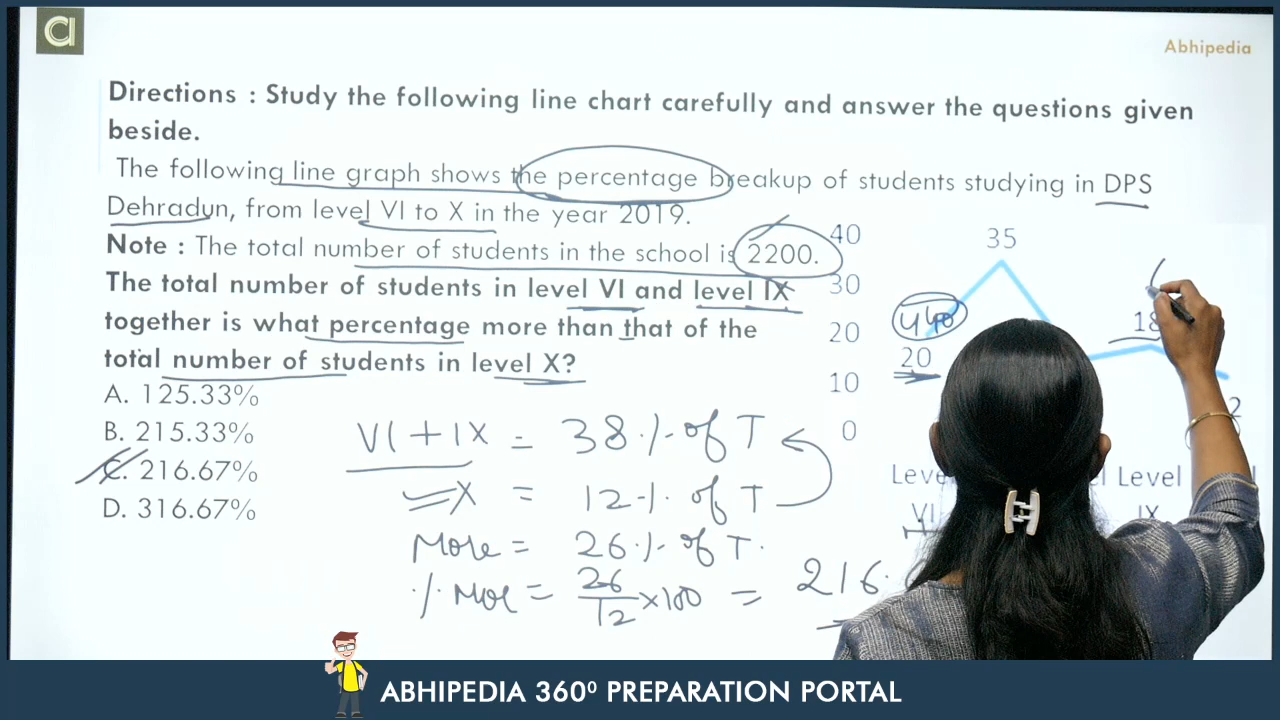 a
Abhipedia
Directions : Study the following line chart carefully and answer the questions given
beside.
The following line graph shows the percentage breakup of students studying in DPS
Dehradun, from level VI to X in the year 2019.
Note : The total number of students in the school is 2200.
The total number of students in level VI and level IX
together is what percentage more than that of the
total number of students in level X?
A. 125.33%
B. 215.33%
C. 216.67%
D. 316.67%
VI + IX = 38 % of T
X = 12 % of T
More = 26 % of T.
% More = 26/12 × 100 = 216.
40
30
20
10
0
35
440
20
18
2
Level
VI
Level
IX
ABHIPEDIA 360⁰ PREPARATION PORTAL